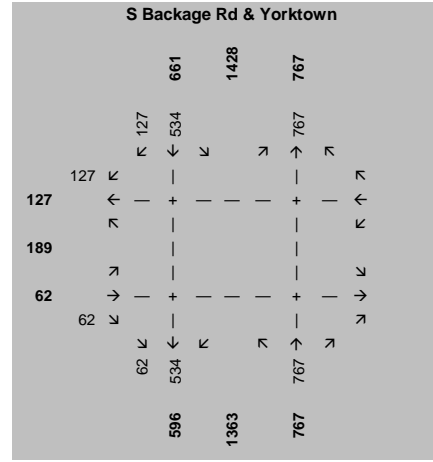 S Backage Rd & Yorktown
661 1428 767
127 534 767
↙ ↓ ↘ ↗ ↑ ↖
127 ↙ | | ↖
127 ← — + — — — + — ←
↖ | | ↙
189 | |
↗ | | ↘
62 → — + — — — + — →
62 ↘ | | ↗
↘ ↓ ↙ ↖ ↑ ↗
62 534 767
596 1363 767